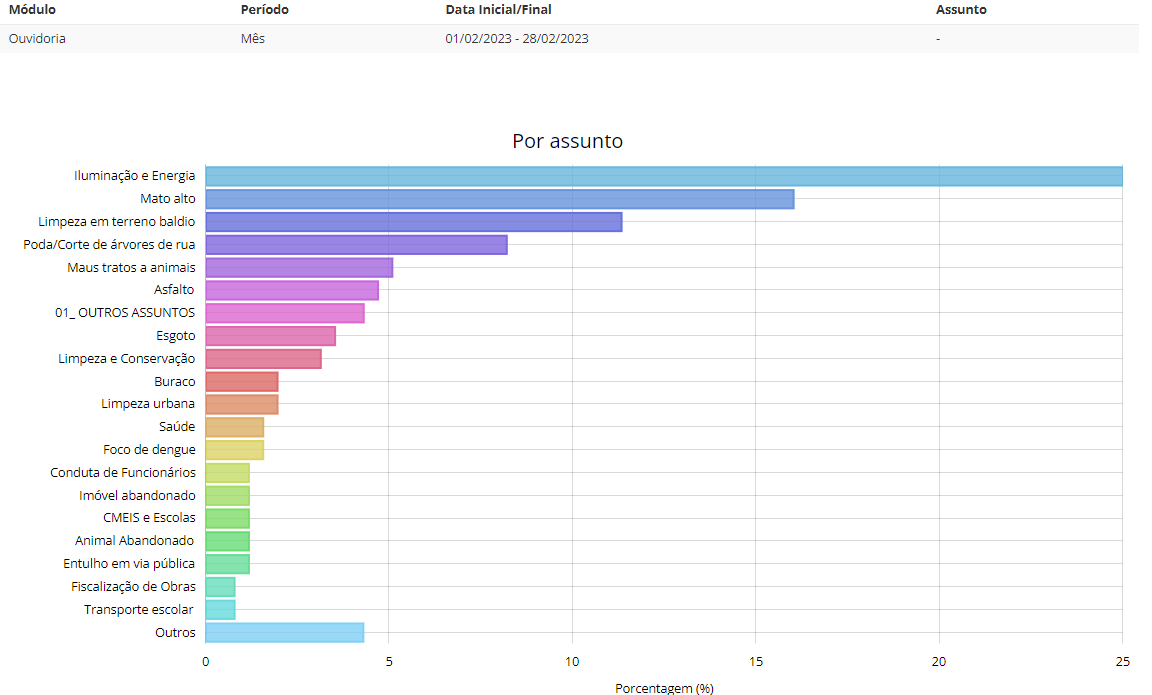 Módulo Período Data Inicial/Final Assunto
Ouvidoria Mês 01/02/2023 - 28/02/2023 -
Por assunto
Iluminação e Energia
Mato alto
Limpeza em terreno baldio
Poda/Corte de árvores de rua
Maus tratos a animais
Asfalto
01_ OUTROS ASSUNTOS
Esgoto
Limpeza e Conservação
Buraco
Limpeza urbana
Saúde
Foco de dengue
Conduta de Funcionários
Imóvel abandonado
CMEIS e Escolas
Animal Abandonado
Entulho em via pública
Fiscalização de Obras
Transporte escolar
Outros
0 5 10 15 20 25
Porcentagem (%)